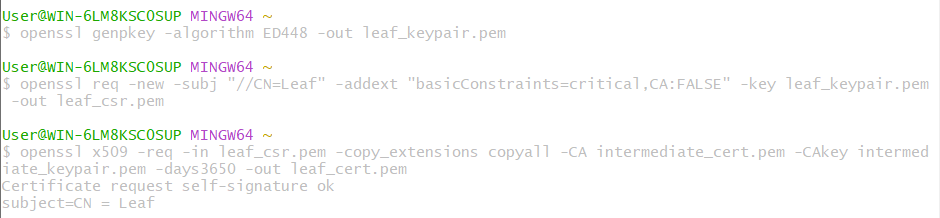 User@WIN-6LM8KSC0SUP MINGW64 ~
$ openssl genpkey -algorithm ED448 -out leaf_keypair.pem
User@WIN-6LM8KSC0SUP MINGW64 ~
$ openssl req -new -subj "//CN=Leaf" -addext "basicConstraints=critical,CA:FALSE" -key leaf_keypair.pem
-out leaf_csr.pem
User@WIN-6LM8KSC0SUP MINGW64 ~
$ openssl x509 -req -in leaf_csr.pem -copy_extensions copyall -CA intermediate_cert.pem -CAkey intermed
iate_keypair.pem -days3650 -out leaf_cert.pem
Certificate request self-signature ok
subject=CN = Leaf